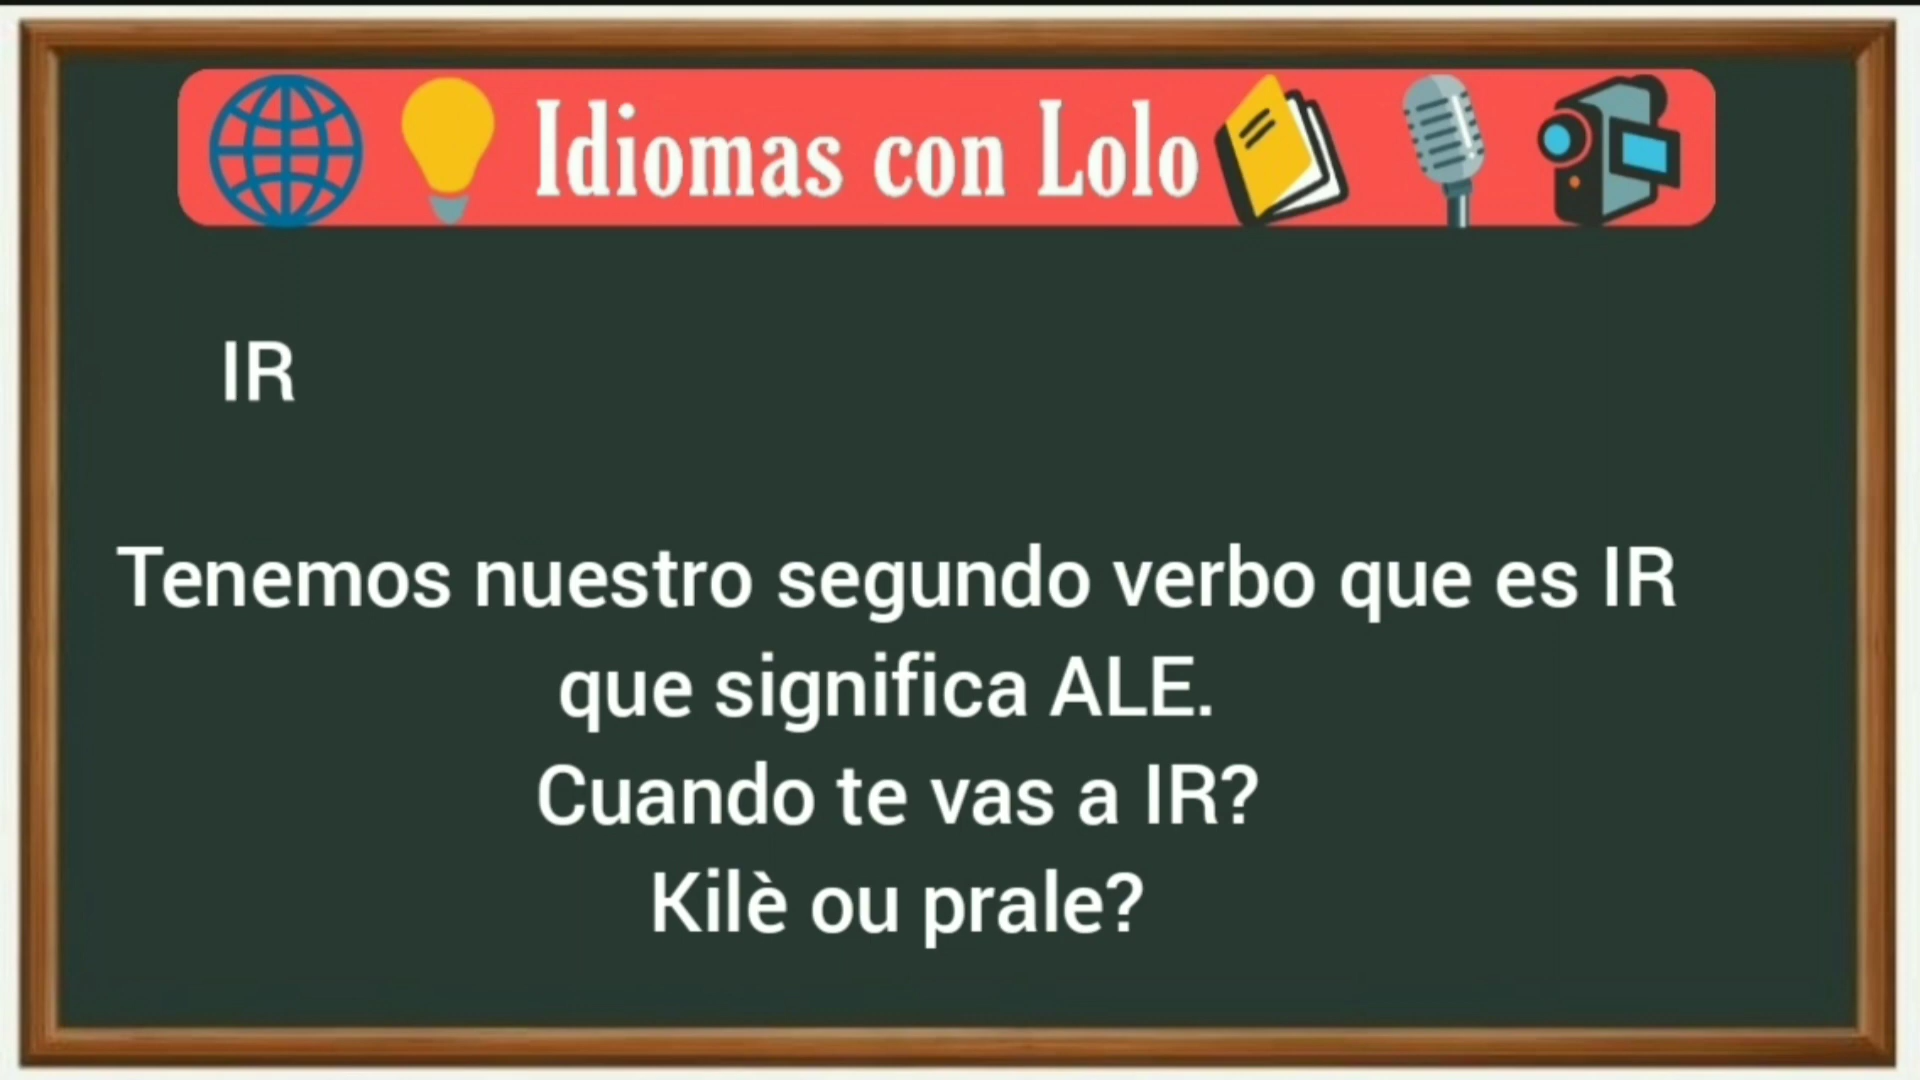 Idiomas con Lolo
IR
Tenemos nuestro segundo verbo que es IR
que significa ALE.
Cuando te vas a IR?
Kilè ou prale?